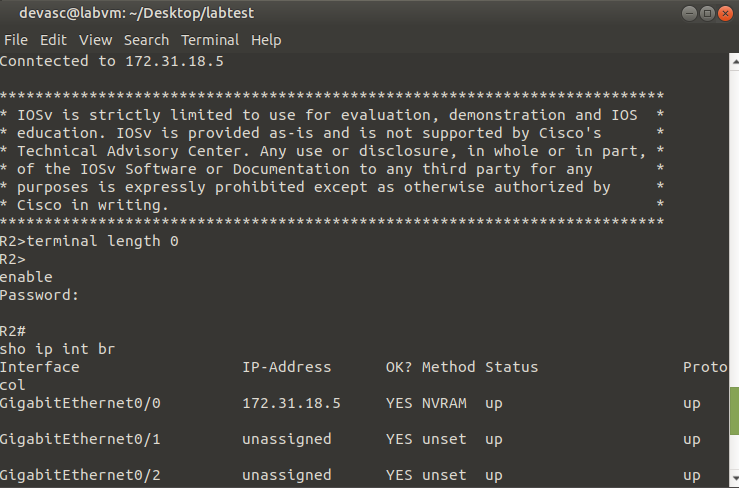 devasc@labvm: ~/Desktop/labtest
File Edit View Search Terminal Help
Conntected to 172.31.18.5
**************************************************************************
* IOSv is strictly limited to use for evaluation, demonstration and IOS  *
* education. IOSv is provided as-is and is not supported by Cisco's      *
* Technical Advisory Center. Any use or disclosure, in whole or in part, *
* of the IOSv Software or Documentation to any third party for any       *
* purposes is expressly prohibited except as otherwise authorized by     *
* Cisco in writing.                                                      *
**************************************************************************
R2>terminal length 0
R2>
enable
Password:
R2#
sho ip int br
Interface                  IP-Address      OK? Method Status                Proto
col
GigabitEthernet0/0         172.31.18.5     YES NVRAM  up                    up
GigabitEthernet0/1         unassigned      YES unset  up                    up
GigabitEthernet0/2         unassigned      YES unset  up                    up